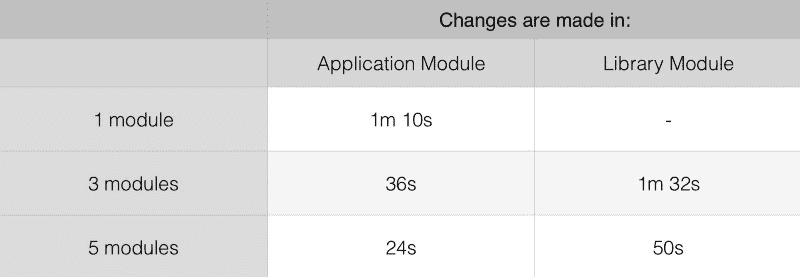 Changes are made in:
Application Module Library Module
1 module 1m 10s -
3 modules 36s 1m 32s
5 modules 24s 50s